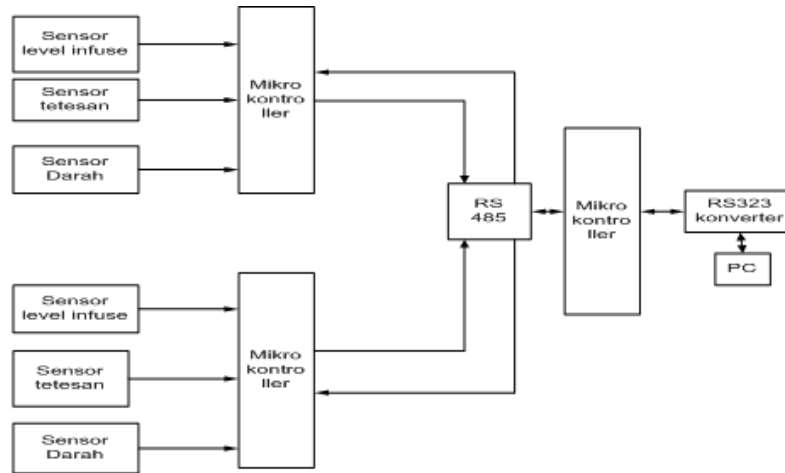 Sensor
level infuse
Sensor
tetesan
Sensor
Darah
Mikro
kontro
ller
RS
485
Mikro
kontro
ller
RS323
konverter
PC
Sensor
level infuse
Sensor
tetesan
Sensor
Darah
Mikro
kontro
ller